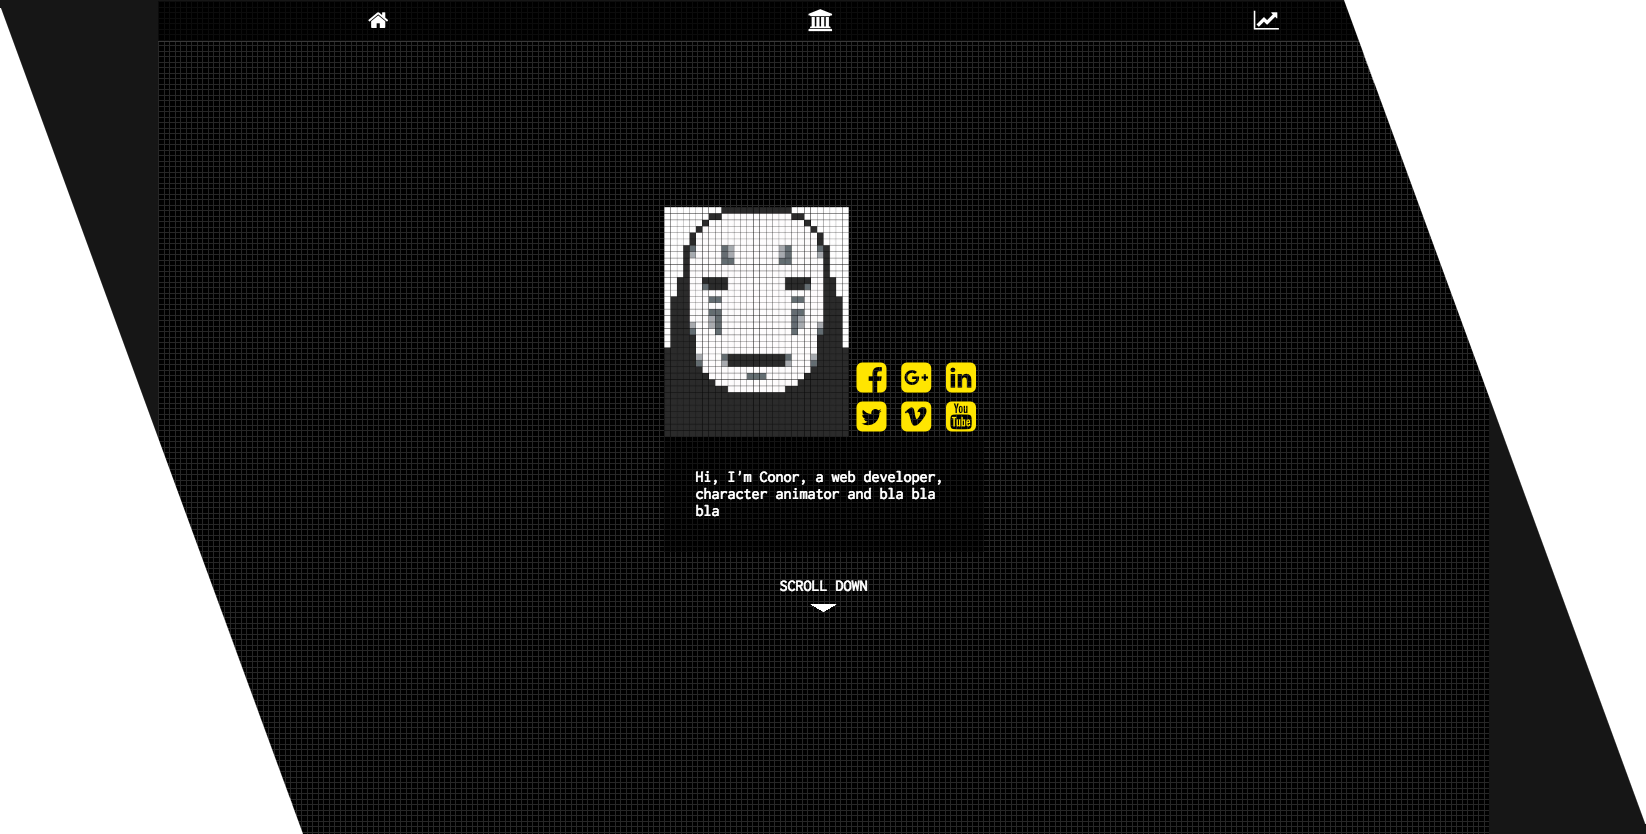 G+
in
You
Tube
Hi, I'm Conor, a web developer,
character animator and bla bla
bla
SCROLL DOWN